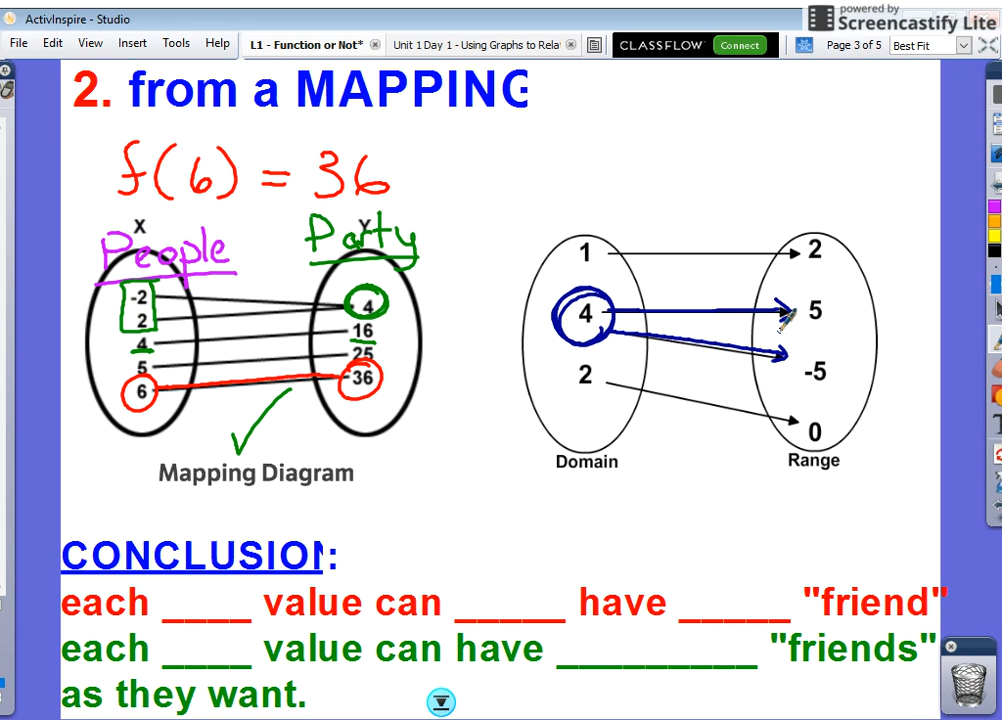 ActivInspire - Studio
powered by
Screencastify Lite
File Edit View Insert Tools Help
L1 - Function or Not*
Unit 1 Day 1 - Using Graphs to Relat
CLASSFLOW Connect
Page 3 of 5
Best Fit
2. from a MAPPING
f(6) = 36
X
Y
People
Party
-2
2
4
5
6
4
16
25
36
Mapping Diagram
1
4
2
2
5
-5
0
Domain
Range
CONCLUSION:
each ____ value can _____ have _____ "friend"
each ____ value can have _________ "friends"
as they want.